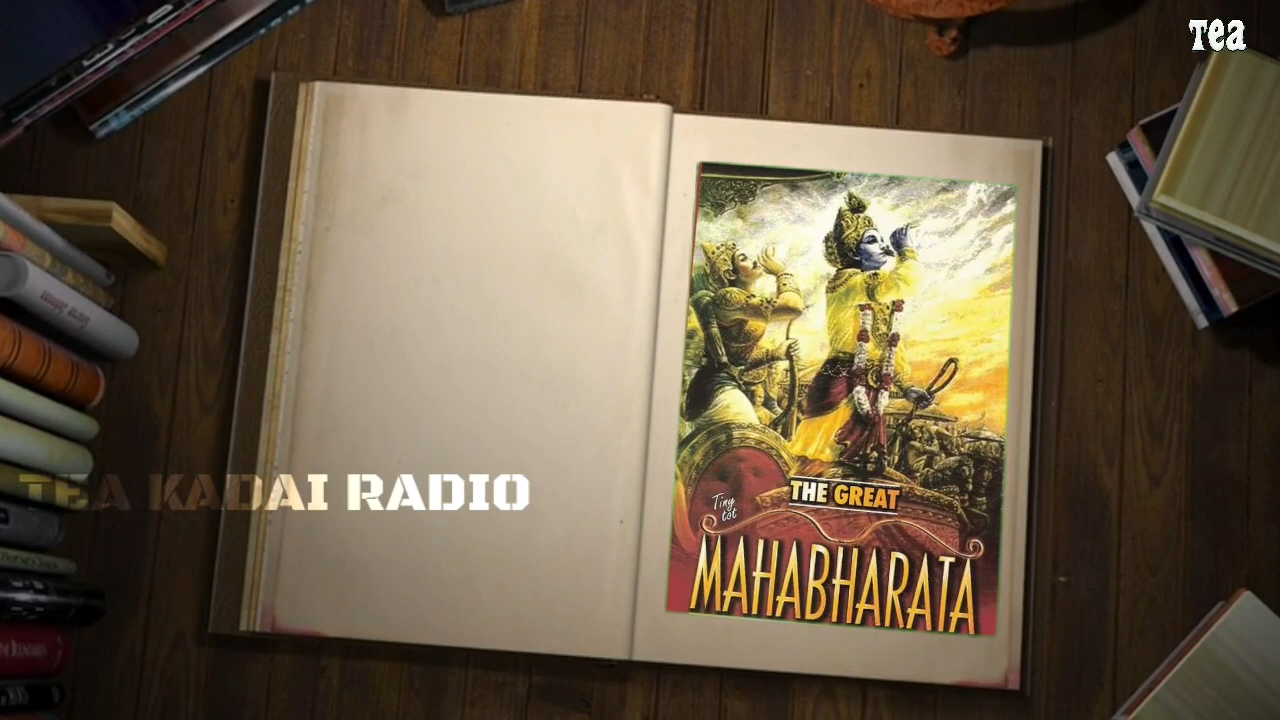 Tea
TEA KADAI RADIO
THE GREAT
Tiny
tot
MAHABHARATA